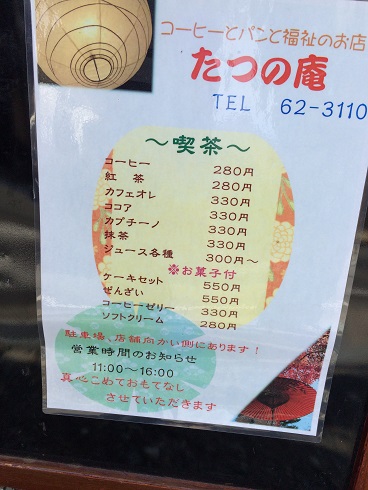 コーヒーとパンと福祉のお店
たつの庵
TEL 62-3110
～喫茶～
コーヒー 280円
紅 茶 280円
カフェオレ 330円
ココア 330円
カプチーノ 330円
抹茶 330円
ジュース各種 300円～
※お菓子付
ケーキセット 550円
ぜんざい 550円
コーヒーゼリー 330円
ソフトクリーム 280円
駐車場、店舗向かい側にあります！
営業時間のお知らせ
11:00～16:00
真心こめておもてなし
させていただきます